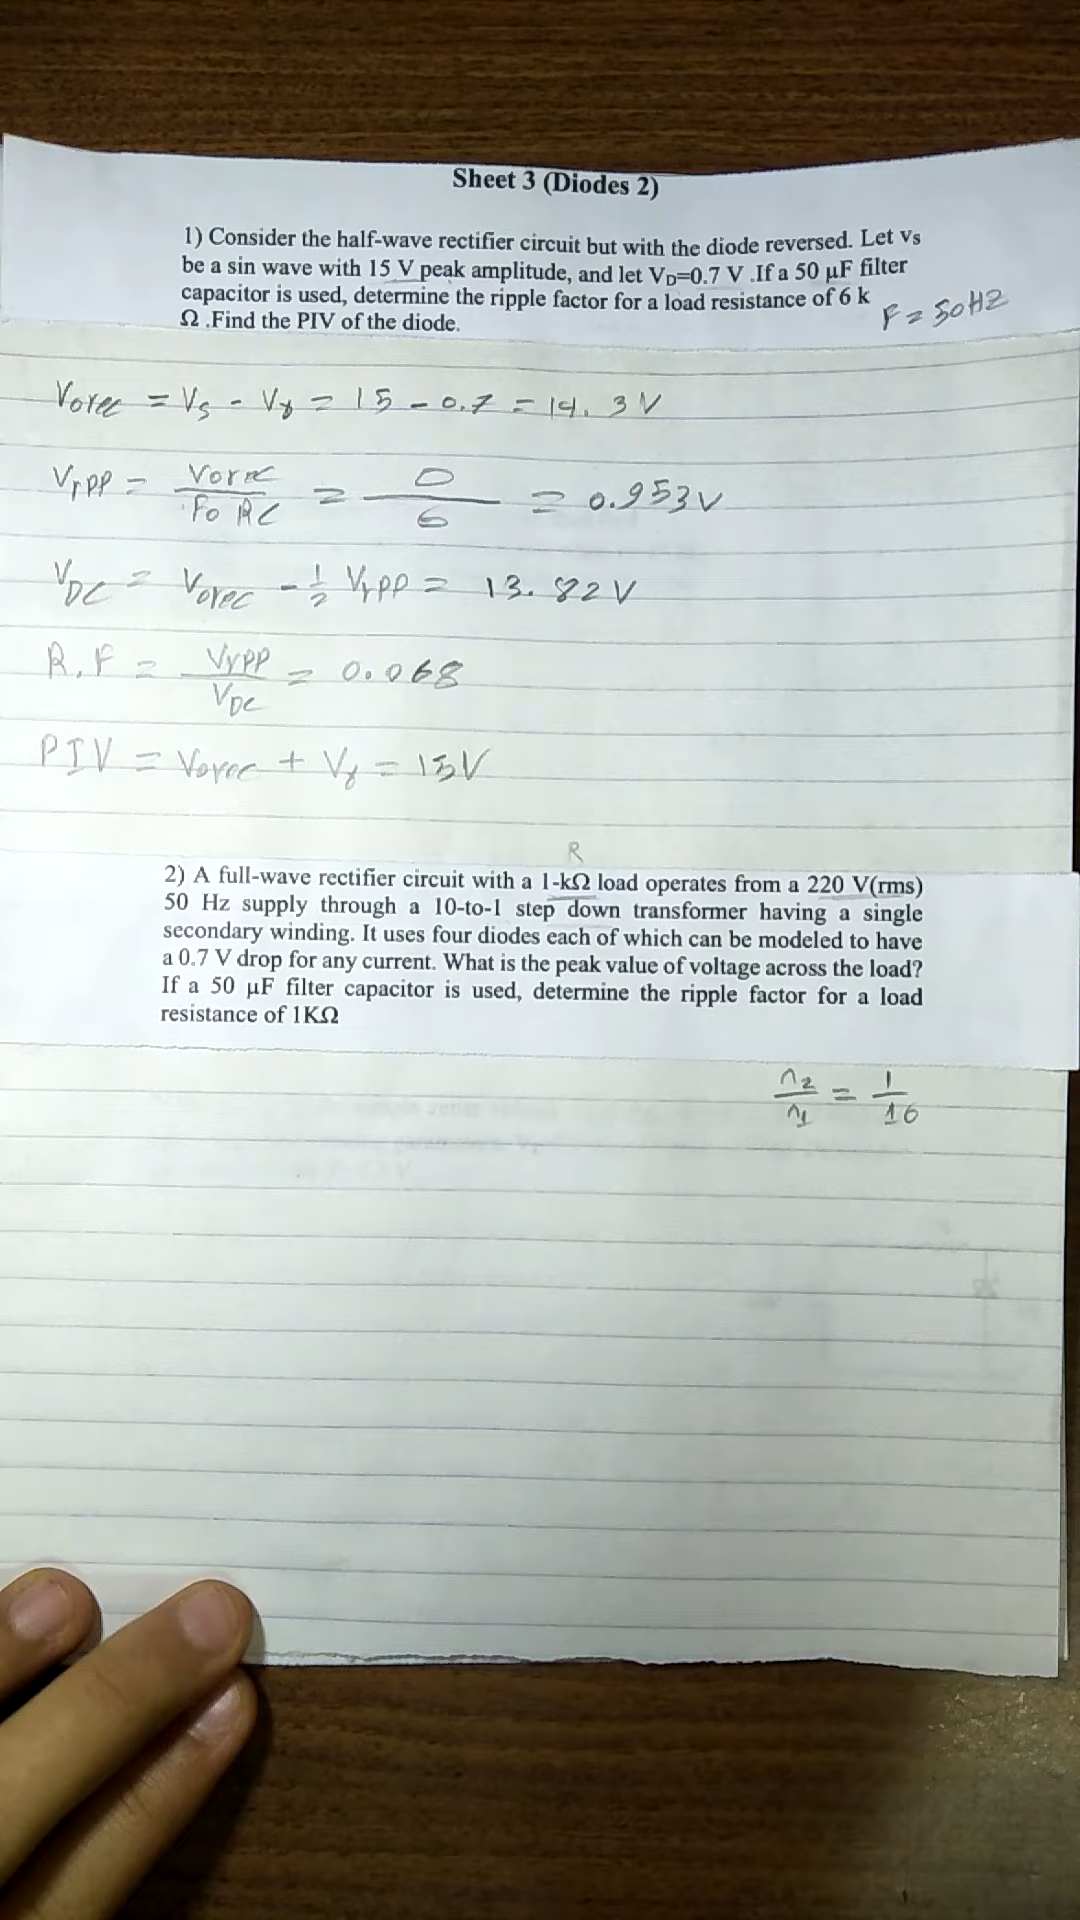 Sheet 3 (Diodes 2)
1) Consider the half-wave rectifier circuit but with the diode reversed. Let vs
be a sin wave with 15 V peak amplitude, and let VD=0.7 V .If a 50 µF filter
capacitor is used, determine the ripple factor for a load resistance of 6 k
Ω .Find the PIV of the diode.
F = 50HZ
Vorec = Vs - Vγ = 15 - 0.7 = 14.3V
Vrpp = Vorec / Fo RC = 0 / 6 = 0.953V
VDC = Vorec - 1/2 Vrpp = 13.82V
R.F = Vrpp / VDC = 0.068
PIV = Vorec + Vγ = 15V
R
2) A full-wave rectifier circuit with a 1-kΩ load operates from a 220 V(rms)
50 Hz supply through a 10-to-1 step down transformer having a single
secondary winding. It uses four diodes each of which can be modeled to have
a 0.7 V drop for any current. What is the peak value of voltage across the load?
If a 50 µF filter capacitor is used, determine the ripple factor for a load
resistance of 1KΩ
n2 / n1 = 1 / 10